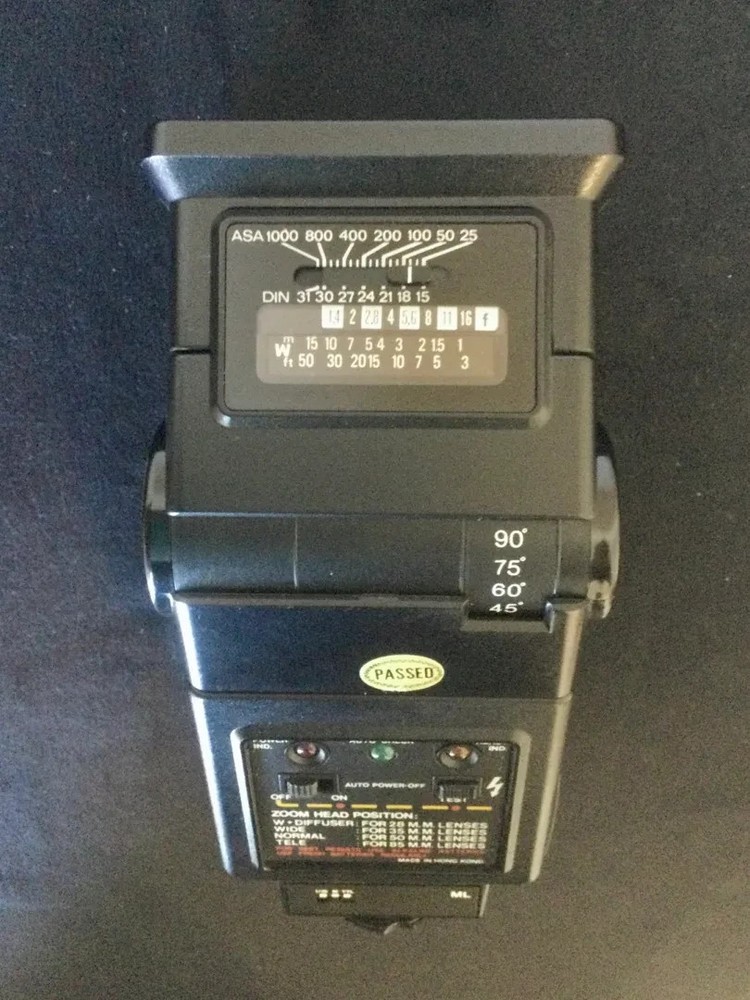 ASA 1000 800 400 200 100 50 25
DIN 31 30 27 24 21 18 15
1.4 2 2,8 4 5,6 8 11 16 f
W m 15 10 7 5 4 3 2 1.5 1
ft 50 30 20 15 10 7 5 3
90°
75°
60°
45°
PASSED
IND. IND
AUTO POWER-OFF
OFF ON TEST
ZOOM HEAD POSITION:
W + DIFFUSER : FOR 28 M.M. LENSES
WIDE : FOR 35 M.M. LENSES
NORMAL : FOR 50 M.M. LENSES
TELE : FOR 85 M.M. LENSES
MADE IN HONG KONG
ML